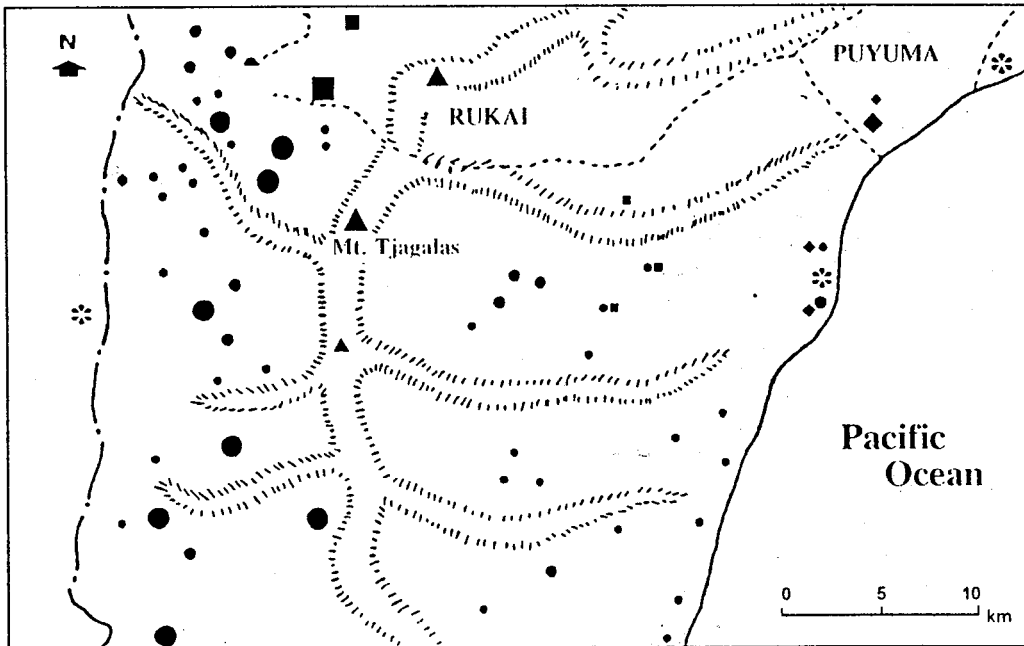 N
PUYUMA
RUKAI
Mt. Tjagalas
Pacific
Ocean
0 5 10
km